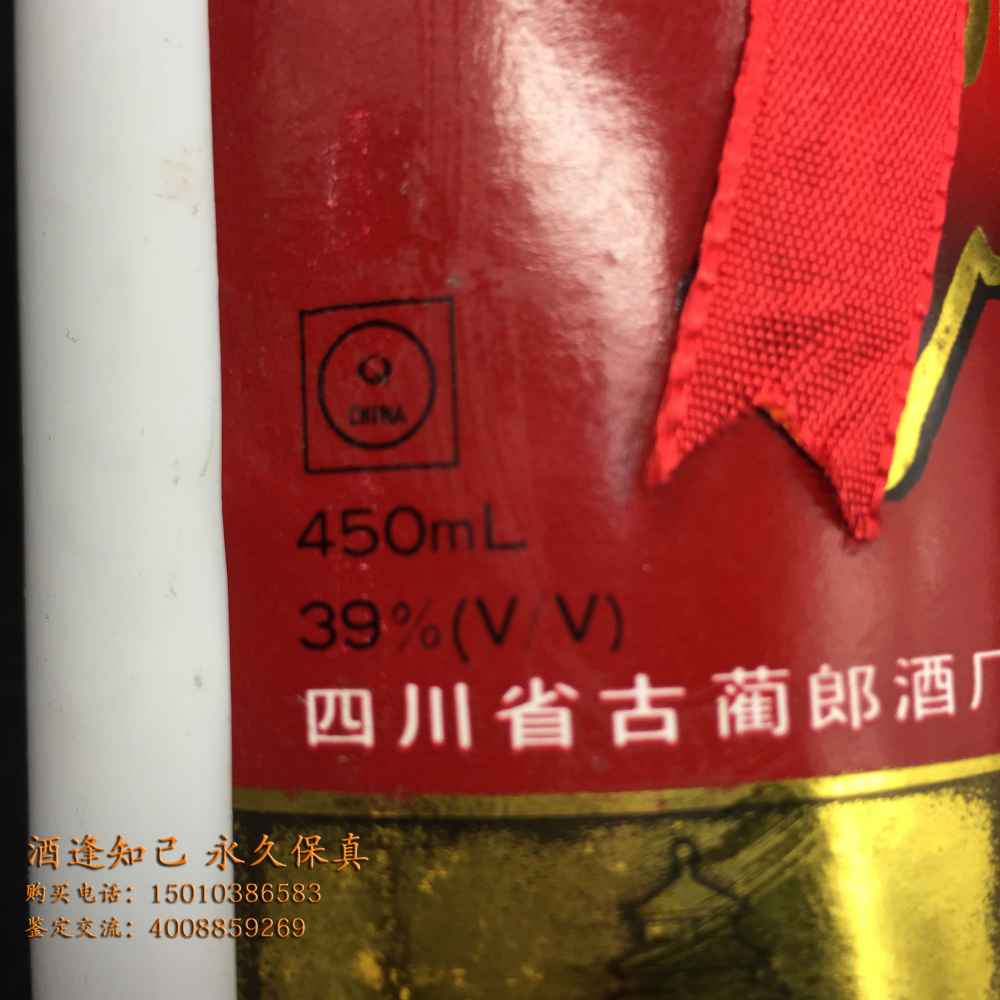 CHINA
450mL
39%(V/V)
四川省古蔺郎酒厂
酒逢知己 永久保真
购买电话：15010386583
鉴定交流：4008859269